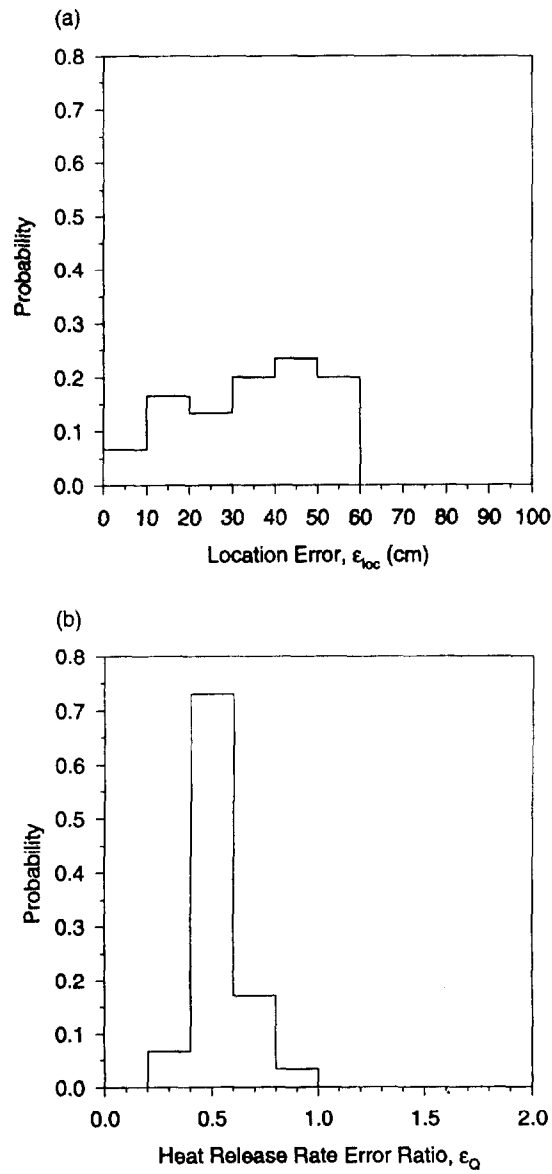 (a)
0.8
0.7
0.6
0.5
0.4
0.3
0.2
0.1
0.0
Probability
0 10 20 30 40 50 60 70 80 90 100
Location Error, εloc (cm)
(b)
0.8
0.7
0.6
0.5
0.4
0.3
0.2
0.1
0.0
Probability
0.0 0.5 1.0 1.5 2.0
Heat Release Rate Error Ratio, εQ